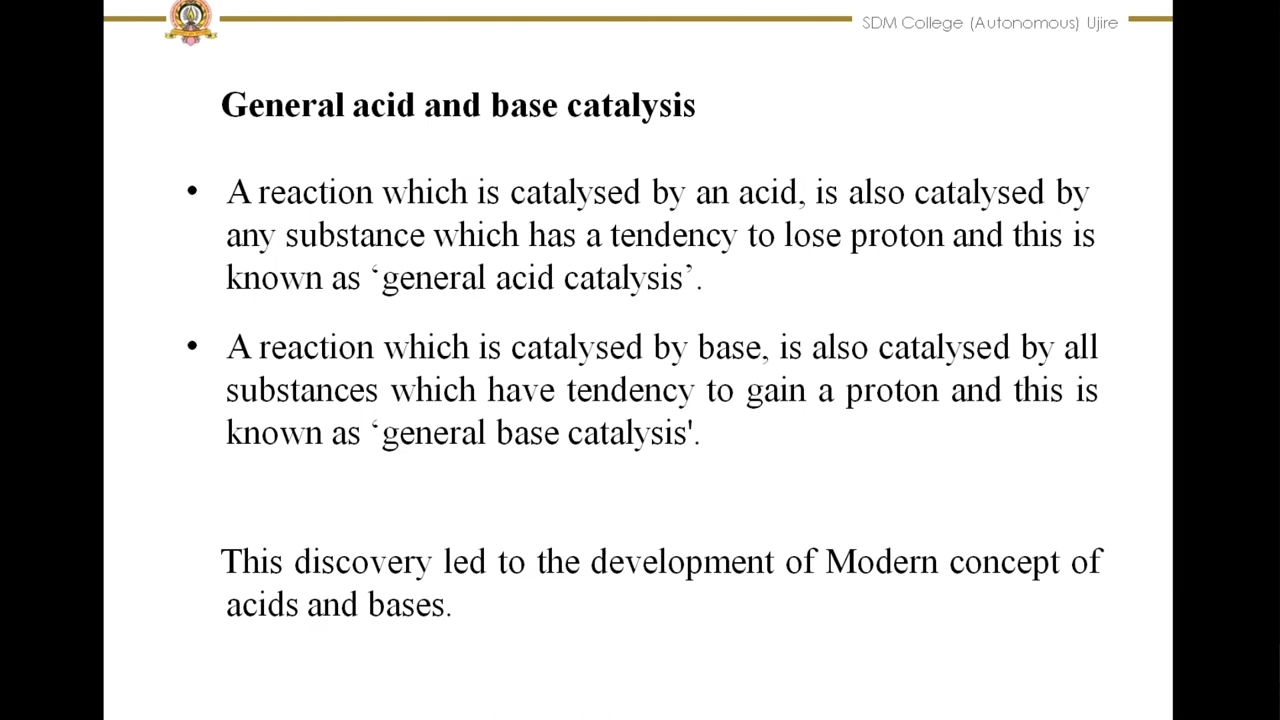 SDM College (Autonomous) Ujire
General acid and base catalysis
• A reaction which is catalysed by an acid, is also catalysed by
any substance which has a tendency to lose proton and this is
known as ‘general acid catalysis’.
• A reaction which is catalysed by base, is also catalysed by all
substances which have tendency to gain a proton and this is
known as ‘general base catalysis'.
This discovery led to the development of Modern concept of
acids and bases.